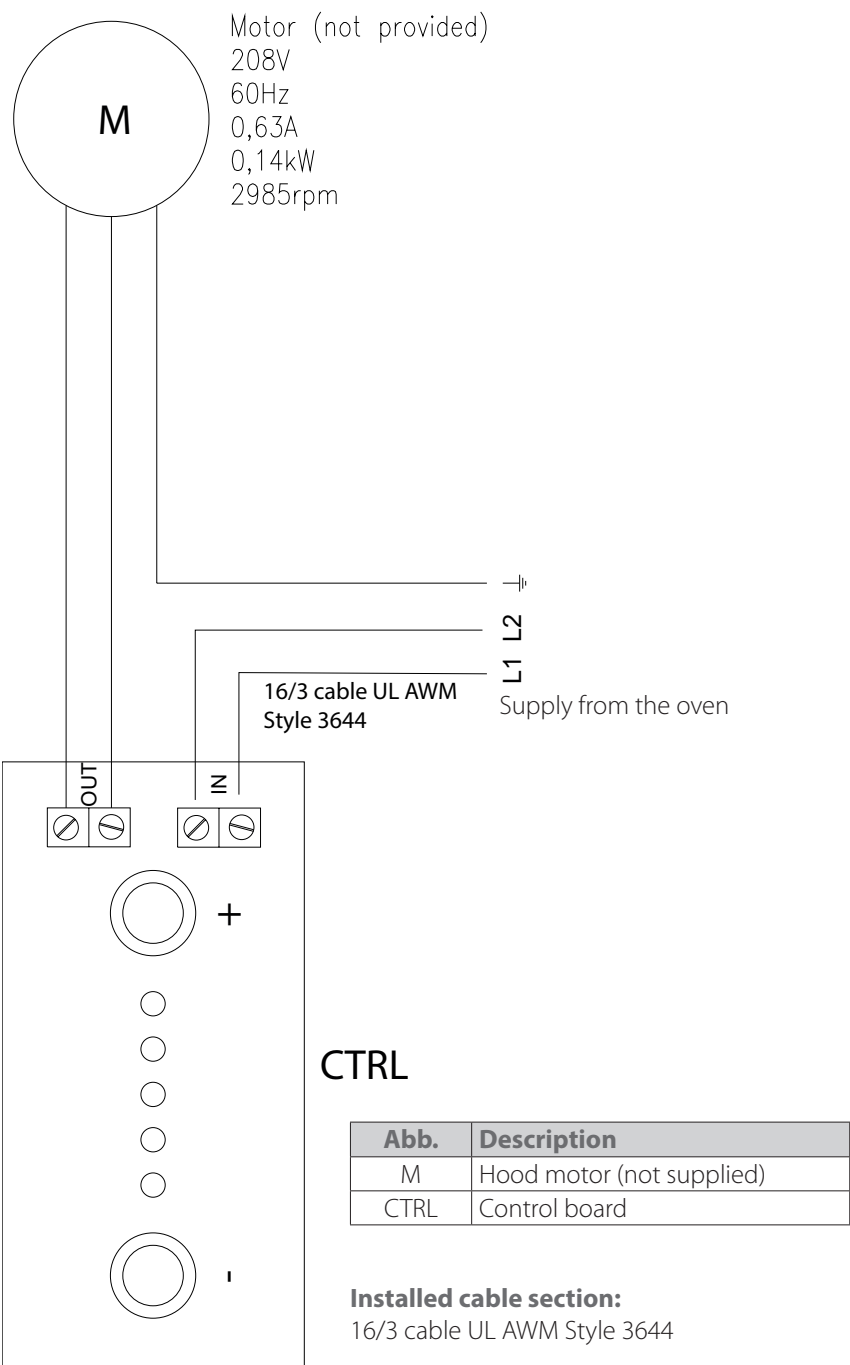 Motor (not provided)
208V
60Hz
0,63A
0,14kW
2985rpm
M
L2
L1
16/3 cable UL AWM
Style 3644
Supply from the oven
OUT
IN
+
CTRL
-
Abb. Description
M Hood motor (not supplied)
CTRL Control board
Installed cable section:
16/3 cable UL AWM Style 3644